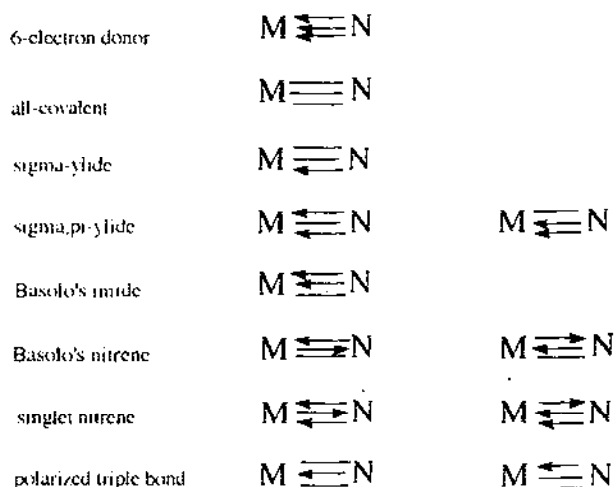 6-electron donor M N
all-covalent M N
sigma-ylide M N
sigma,pi-ylide M N M N
Basolo's imide M N
Basolo's nitrene M N M N
singlet nitrene M N M N
polarized triple bond M N M N